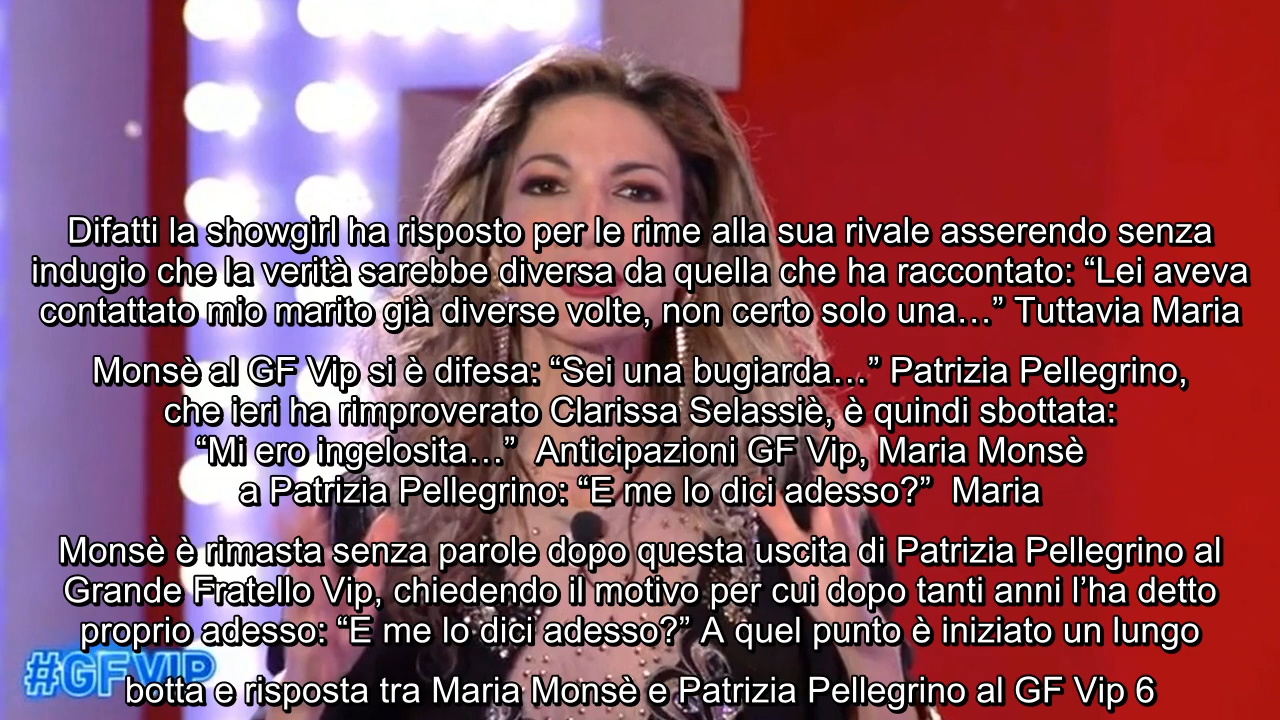 Difatti la showgirl ha risposto per le rime alla sua rivale asserendo senza
indugio che la verità sarebbe diversa da quella che ha raccontato: “Lei aveva
contattato mio marito già diverse volte, non certo solo una…” Tuttavia Maria
Monsè al GF Vip si è difesa: “Sei una bugiarda…” Patrizia Pellegrino,
che ieri ha rimproverato Clarissa Selassiè, è quindi sbottata:
“Mi ero ingelosita…”  Anticipazioni GF Vip, Maria Monsè
a Patrizia Pellegrino: “E me lo dici adesso?”  Maria
Monsè è rimasta senza parole dopo questa uscita di Patrizia Pellegrino al
Grande Fratello Vip, chiedendo il motivo per cui dopo tanti anni l’ha detto
proprio adesso: “E me lo dici adesso?” A quel punto è iniziato un lungo
#GFVIP
botta e risposta tra Maria Monsè e Patrizia Pellegrino al GF Vip 6